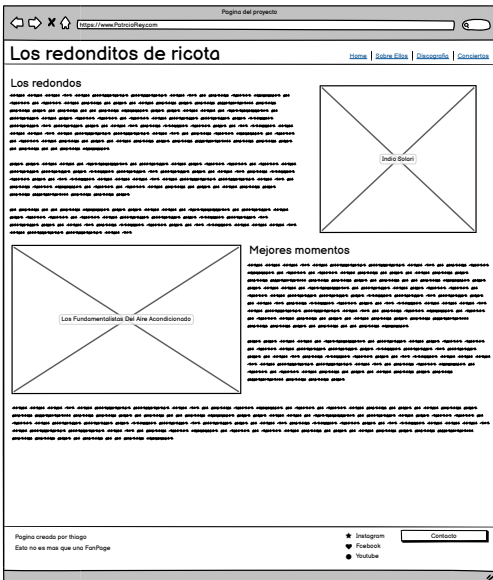 Pagina del proyecto
https://www.PatricioRey.com
Los redonditos de ricota
Home | Sobre Ellos | Discografia | Conciertos
Los redondos
Indio Solari
Mejores momentos
Los Fundamentalistas Del Aire Acondicionado
Pagina creada por thiago
Esto no es mas que una FanPage
Instagram
Fcebook
Youtube
Contacto